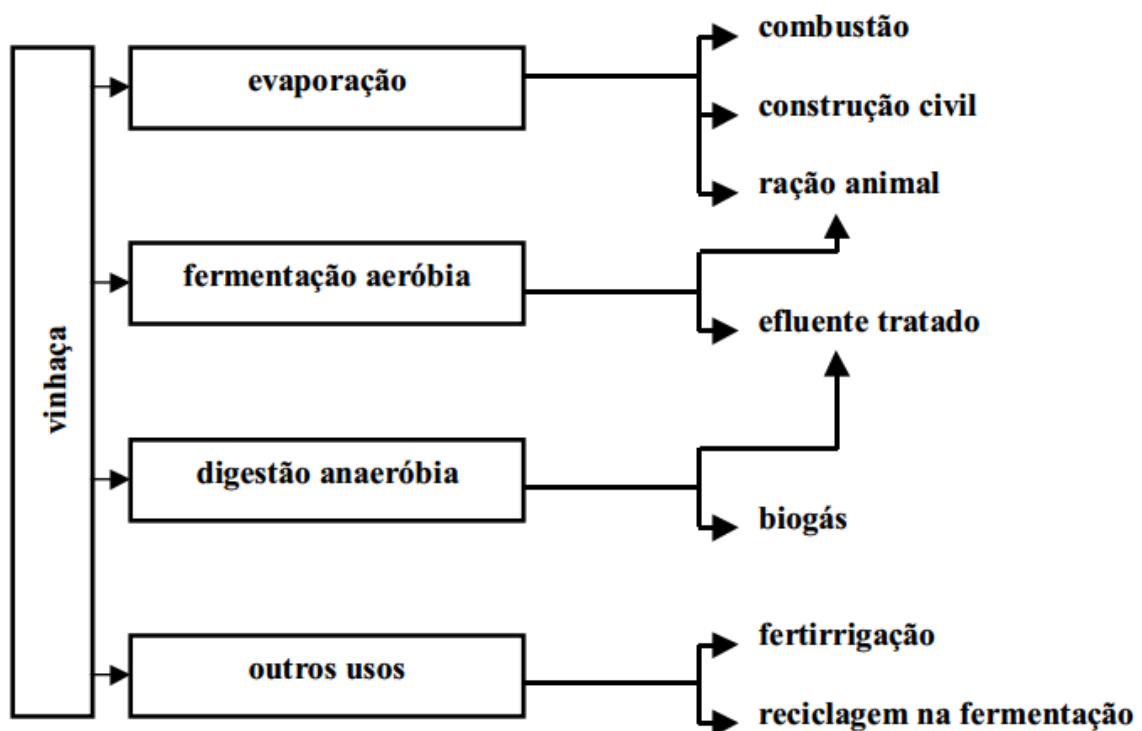 vinhaça
evaporação
combustão
construção civil
ração animal
fermentação aeróbia
efluente tratado
digestão anaeróbia
biogás
outros usos
fertirrigação
reciclagem na fermentação